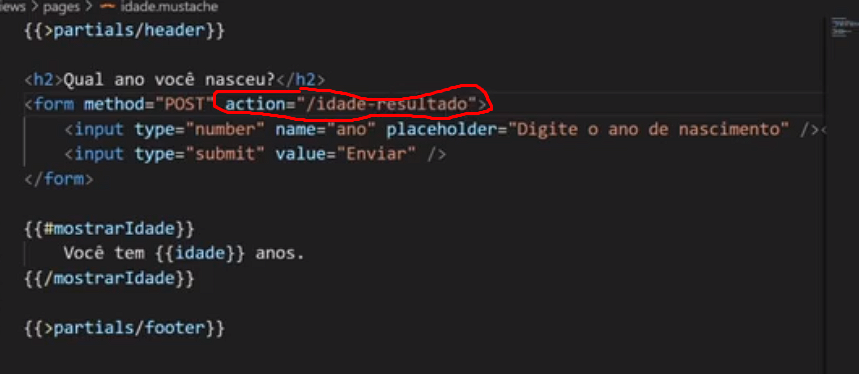 iews > pages > idade.mustache
{{>partials/header}}
<h2>Qual ano você nasceu?</h2>
<form method="POST" action="/idade-resultado">
<input type="number" name="ano" placeholder="Digite o ano de nascimento" /><
<input type="submit" value="Enviar" />
</form>
{{#mostrarIdade}}
Você tem {{idade}} anos.
{{/mostrarIdade}}
{{>partials/footer}}